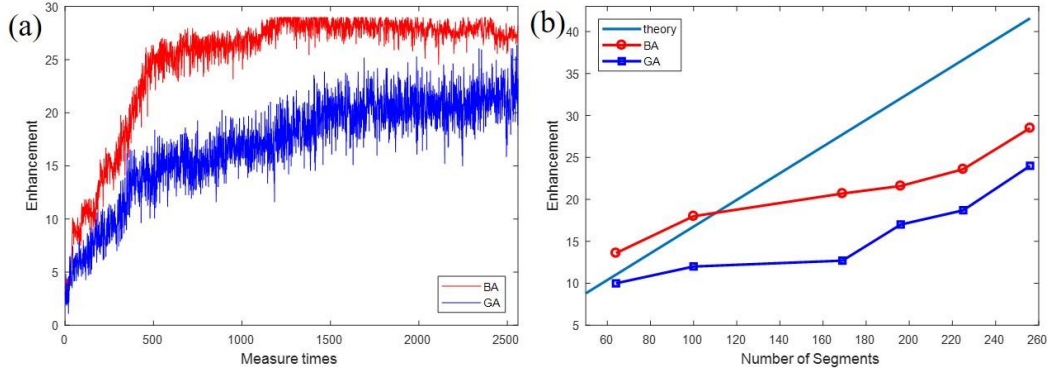 (a)
30
25
20
15
10
5
0
Enhancement
0 500 1000 1500 2000 2500
Measure times
BA
GA
(b)
40
35
30
25
20
15
10
5
Enhancement
60 80 100 120 140 160 180 200 220 240 260
Number of Segments
theory
BA
GA